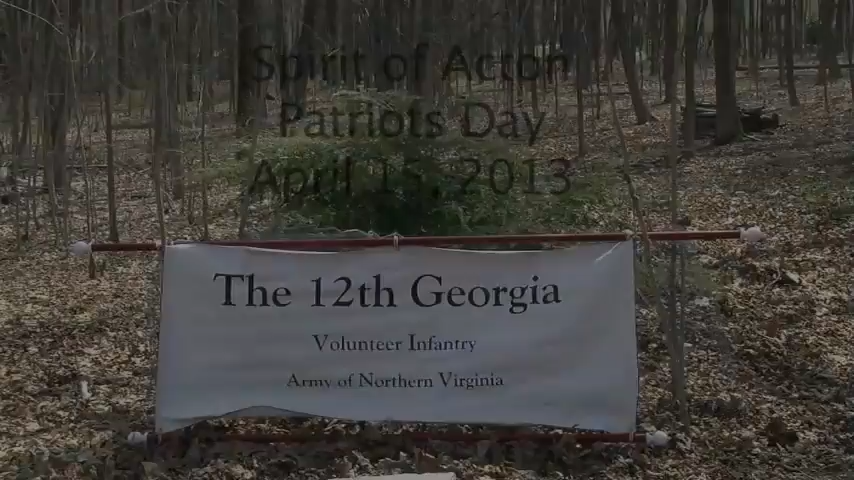 Spirit of Acton
Patriots Day
April 15, 2013
The 12th Georgia
Volunteer Infantry
Army of Northern Virginia